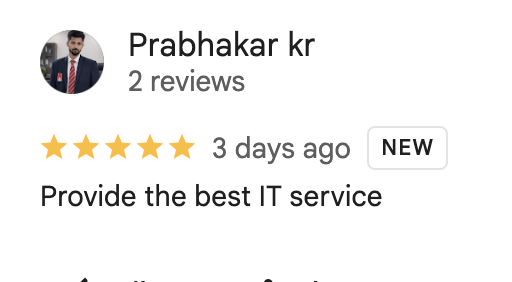 Prabhakar kr
2 reviews
3 days ago NEW
Provide the best IT service